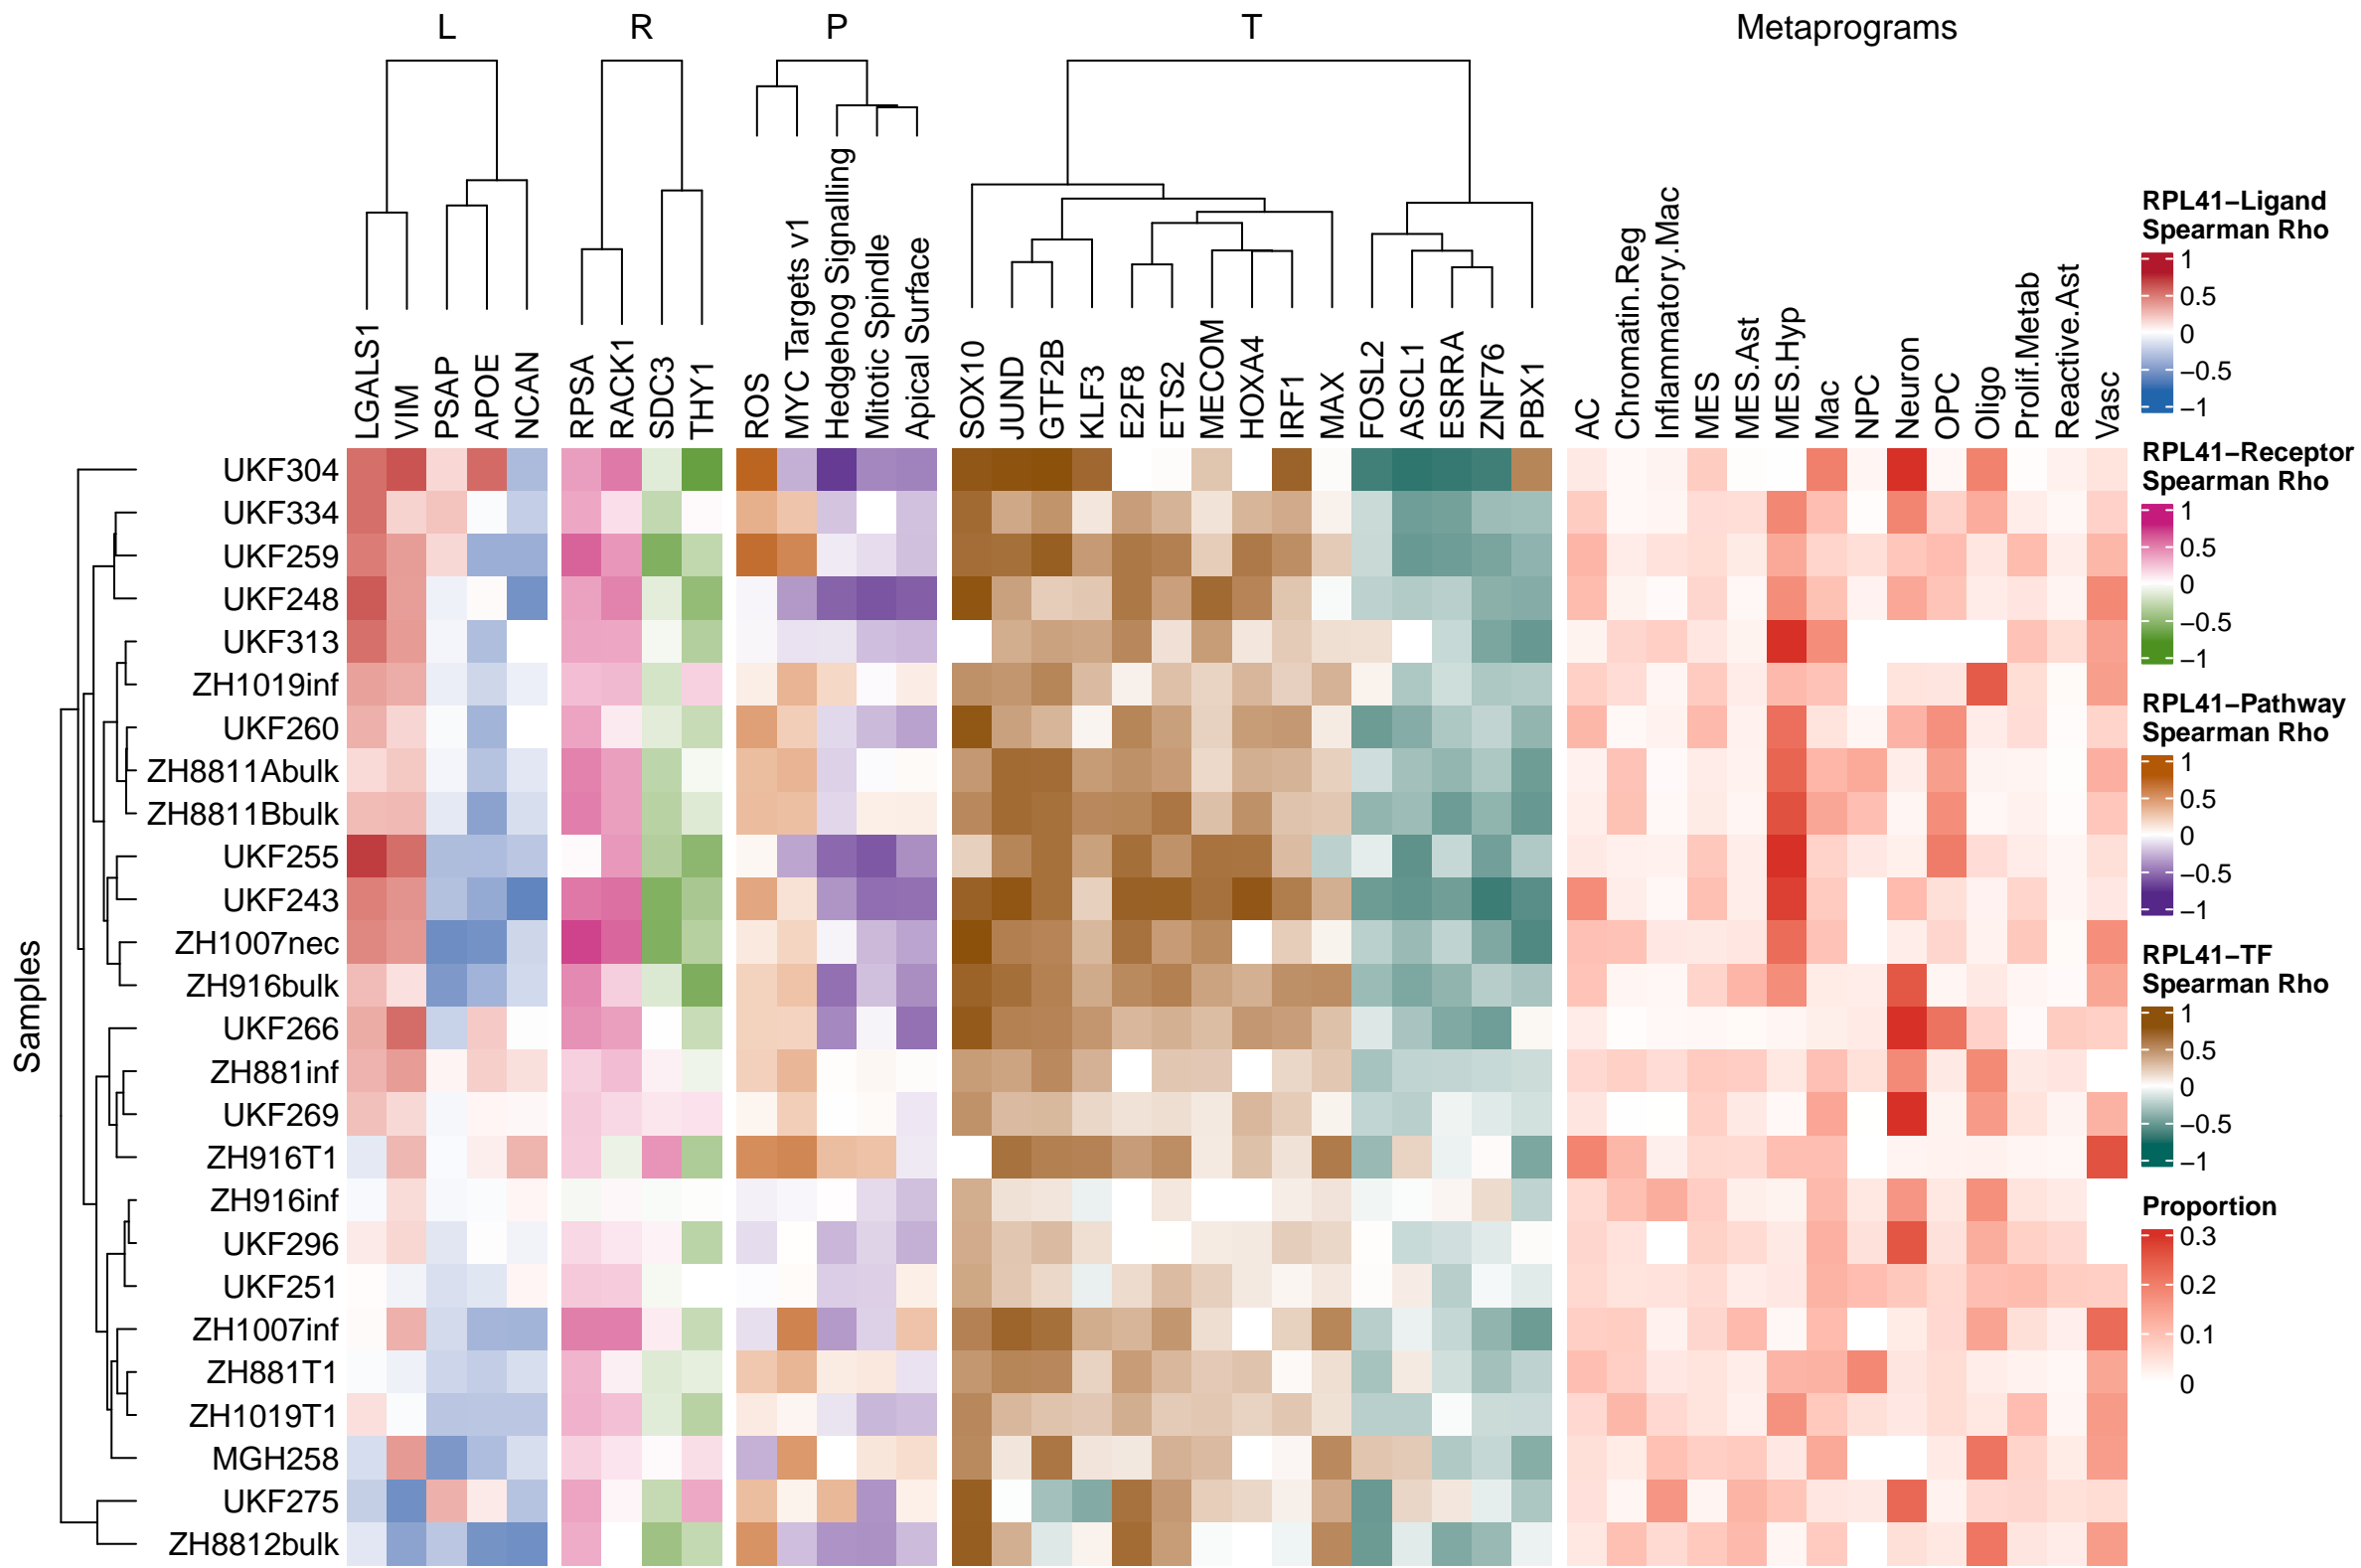 L
R
P
T
Metaprograms
LGALS1
VIM
PSAP
APOE
NCAN
RPSA
RACK1
SDC3
THY1
ROS
MYC Targets v1
Hedgehog Signalling
Mitotic Spindle
Apical Surface
SOX10
JUND
GTF2B
KLF3
E2F8
ETS2
MECOM
HOXA4
IRF1
MAX
FOSL2
ASCL1
ESRRA
ZNF76
PBX1
AC
Chromatin.Reg
Inflammatory.Mac
MES
MES.Ast
MES.Hyp
Mac
NPC
Neuron
OPC
Oligo
Prolif.Metab
Reactive.Ast
Vasc
Samples
UKF304
UKF334
UKF259
UKF248
UKF313
ZH1019inf
UKF260
ZH8811Abulk
ZH8811Bbulk
UKF255
UKF243
ZH1007nec
ZH916bulk
UKF266
ZH881inf
UKF269
ZH916T1
ZH916inf
UKF296
UKF251
ZH1007inf
ZH881T1
ZH1019T1
MGH258
UKF275
ZH8812bulk
RPL41−Ligand
Spearman Rho
1
0.5
0
−0.5
−1
RPL41−Receptor
Spearman Rho
1
0.5
0
−0.5
−1
RPL41−Pathway
Spearman Rho
1
0.5
0
−0.5
−1
RPL41−TF
Spearman Rho
1
0.5
0
−0.5
−1
Proportion
0.3
0.2
0.1
0